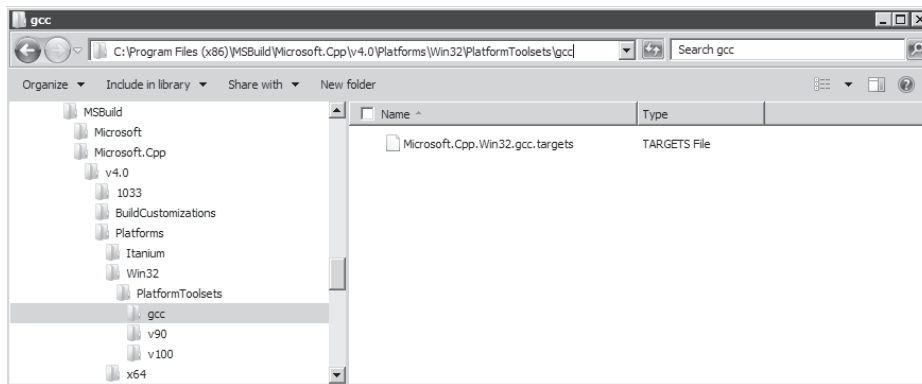 gcc
C:\Program Files (x86)\MSBuild\Microsoft.Cpp\v4.0\Platforms\Win32\PlatformToolsets\gcc
Search gcc
Organize
Include in library
Share with
New folder
MSBuild
Microsoft
Microsoft.Cpp
v4.0
1033
BuildCustomizations
Platforms
Itanium
Win32
PlatformToolsets
gcc
v90
v100
x64
Name
Type
Microsoft.Cpp.Win32.gcc.targets
TARGETS File